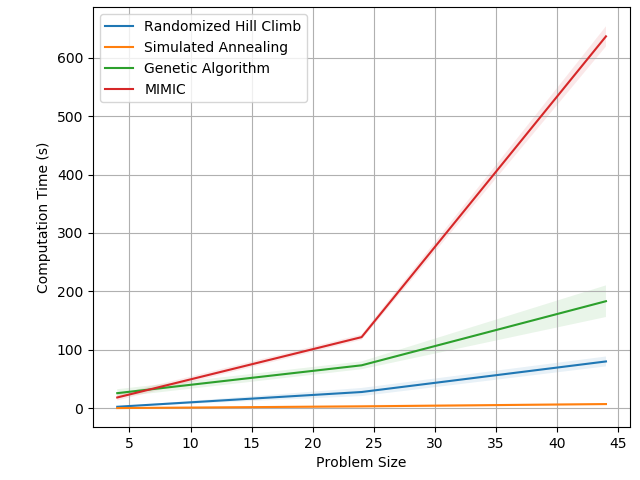 Randomized Hill Climb
Simulated Annealing
Genetic Algorithm
MIMIC
600
500
400
300
200
100
0
Computation Time (s)
5 10 15 20 25 30 35 40 45
Problem Size